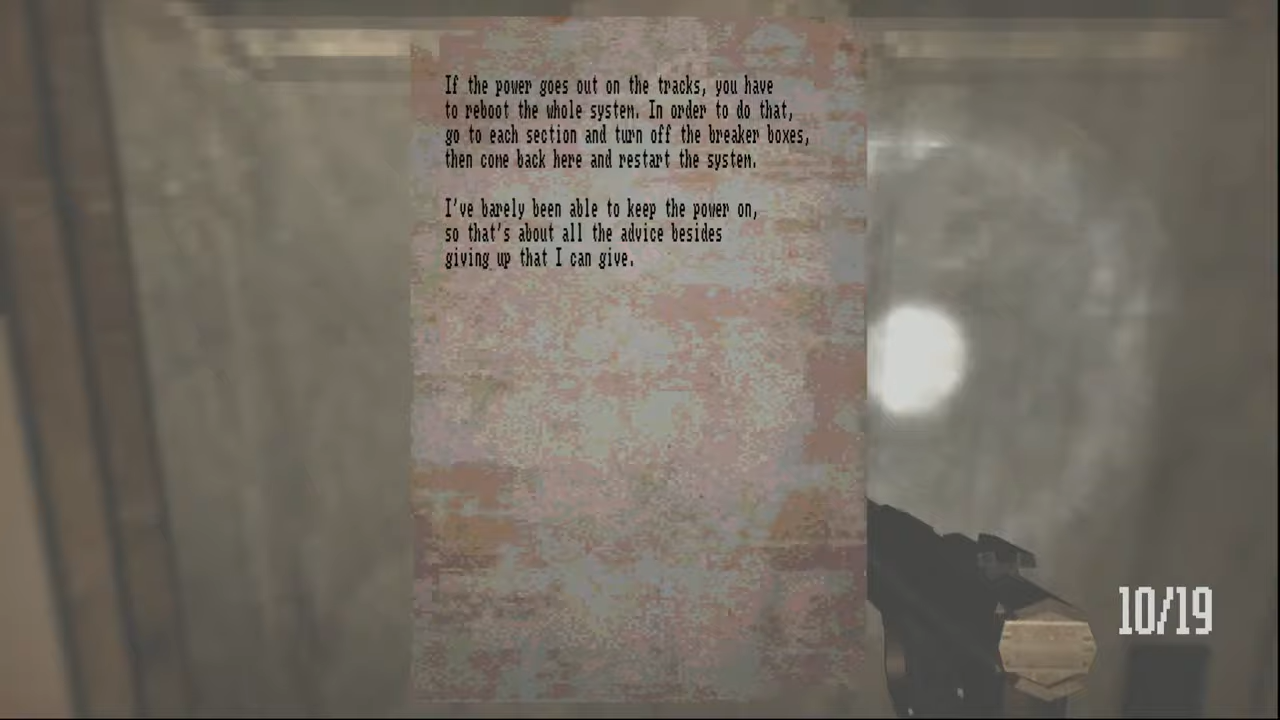 If the power goes out on the tracks, you have
to reboot the whole system. In order to do that,
go to each section and turn off the breaker boxes,
then come back here and restart the system.
I've barely been able to keep the power on,
so that's about all the advice besides
giving up that I can give.
10/19